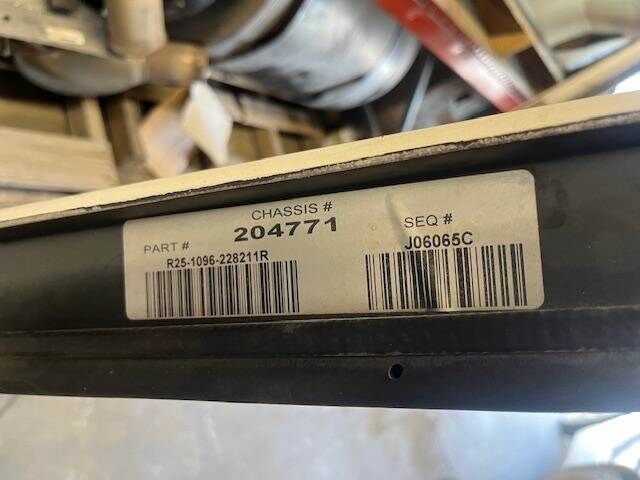 CHASSIS #
204771
PART #
R25-1096-228211R
SEQ #
J06065C